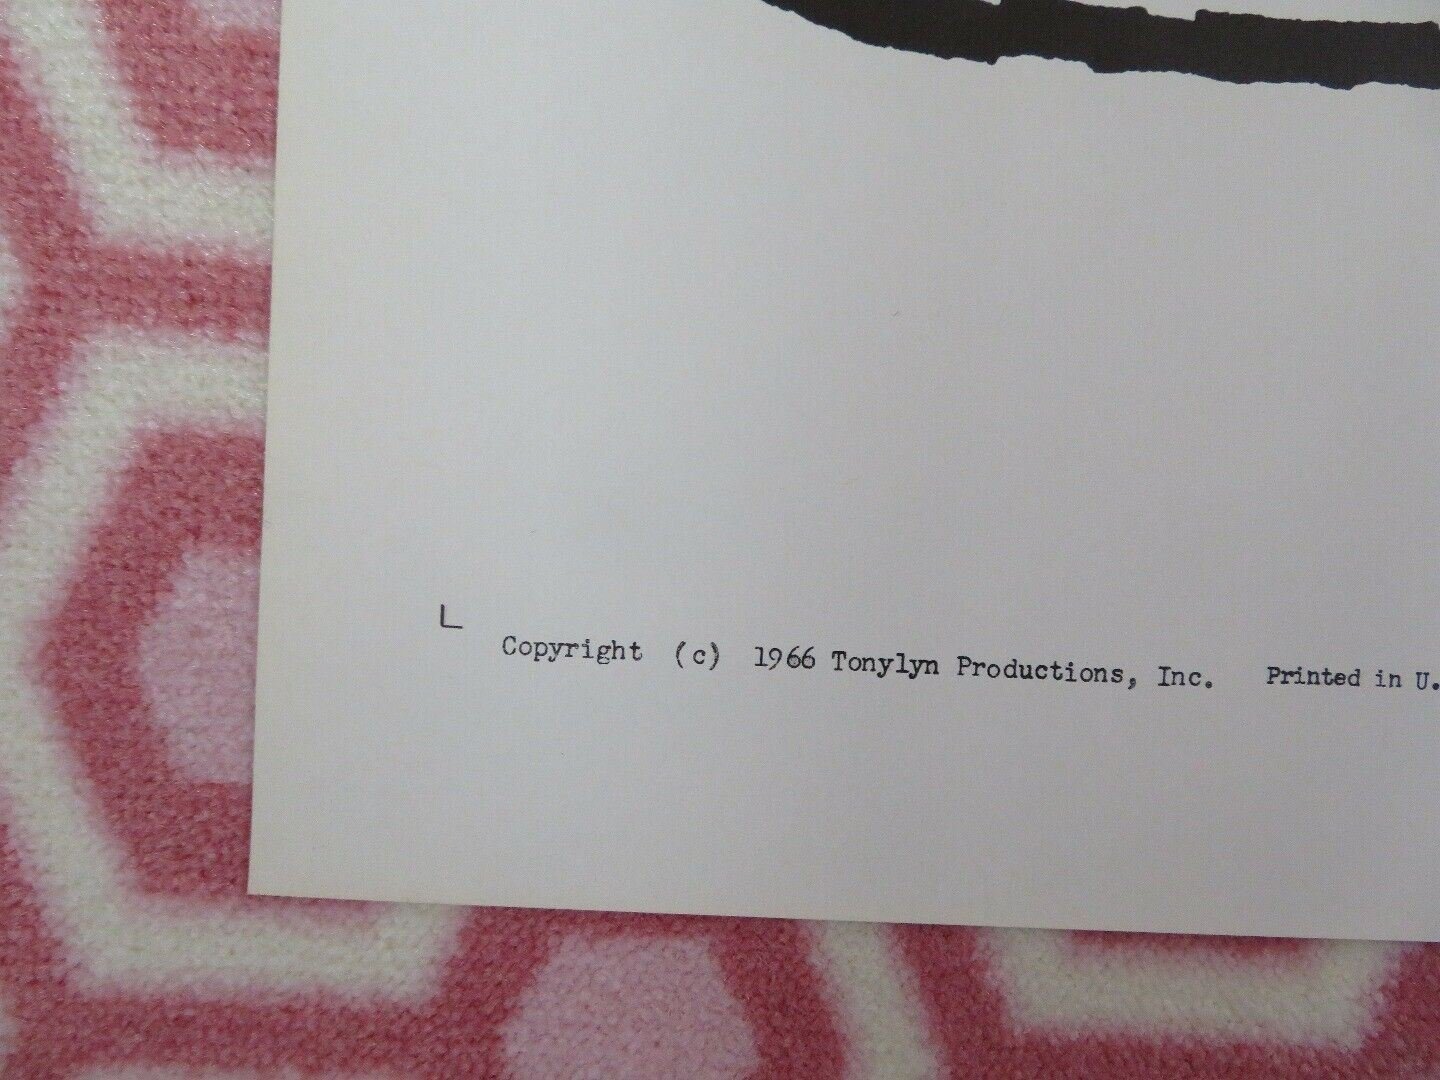 Copyright (c) 1966 Tonylyn Productions, Inc. Printed in U.